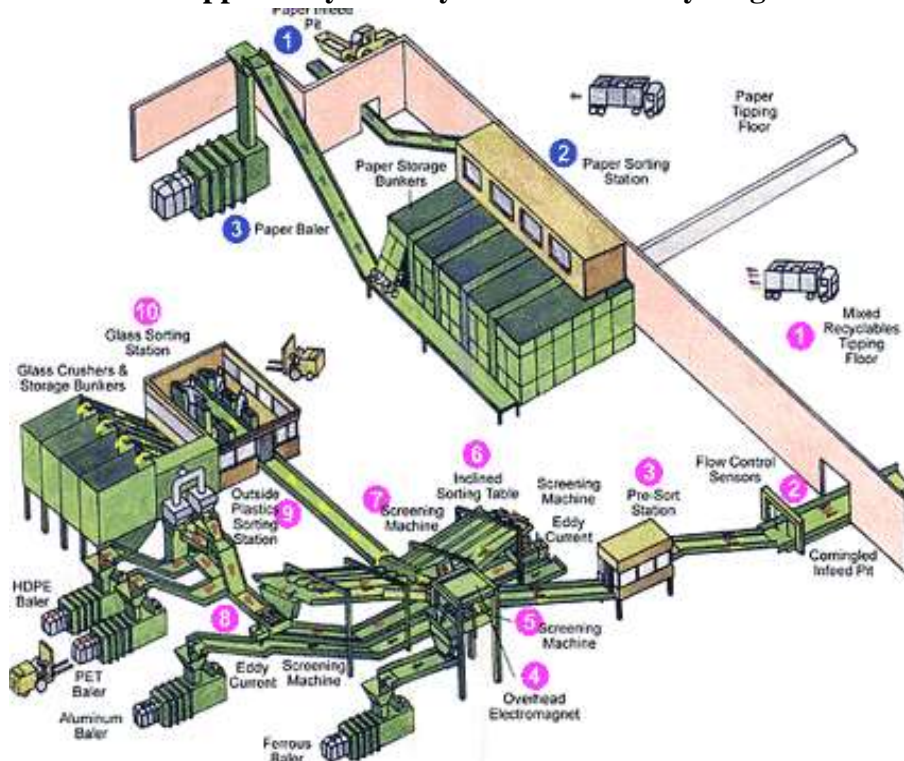 Paper Infeed
Pit
1
Paper
Tipping
Floor
2
Paper Sorting
Station
Paper Storage
Bunkers
3
Paper Baler
1
Mixed
Recyclables
Tipping
Floor
10
Glass Sorting
Station
Glass Crushers &
Storage Bunkers
6
Inclined
Sorting Table
Screening
Machine
Eddy
Current
3
Pre-Sort
Station
Flow Control
Sensors
2
Comingled
Infeed Pit
7
Screening
Machine
Outside
Plastics
Sorting
Station
9
HDPE
Baler
8
5
Screening
Machine
PET
Baler
Eddy
Current
Screening
Machine
4
Overhead
Electromagnet
Aluminum
Baler
Ferrous
Baler